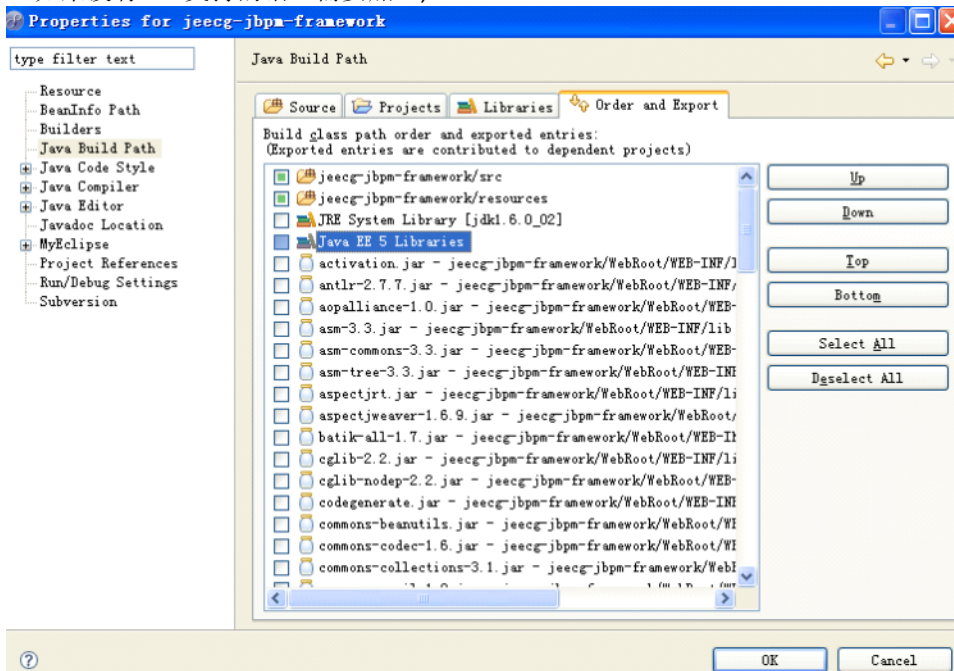 Properties for jeecg-jbpm-framework
type filter text
Java Build Path
Resource
BeanInfo Path
Builders
Java Build Path
Java Code Style
Java Compiler
Java Editor
Javadoc Location
MyEclipse
Project References
Run/Debug Settings
Subversion
Source Projects Libraries Order and Export
Build class path order and exported entries:
(Exported entries are contributed to dependent projects)
jeecg-jbpm-framework/src
jeecg-jbpm-framework/resources
JRE System Library [jdk1.6.0_02]
Java EE 5 Libraries
activation.jar - jeecg-jbpm-framework/WebRoot/WEB-INF/
antlr-2.7.7.jar - jeecg-jbpm-framework/WebRoot/WEB-INF/
aopalliance-1.0.jar - jeecg-jbpm-framework/WebRoot/WEB-
asm-3.3.jar - jeecg-jbpm-framework/WebRoot/WEB-INF/lib
asm-commons-3.3.jar - jeecg-jbpm-framework/WebRoot/WEB-
asm-tree-3.3.jar - jeecg-jbpm-framework/WebRoot/WEB-INF
aspectjrt.jar - jeecg-jbpm-framework/WebRoot/WEB-INF/li
aspectjweaver-1.6.9.jar - jeecg-jbpm-framework/WebRoot/
batik-all-1.7.jar - jeecg-jbpm-framework/WebRoot/WEB-IN
cglib-2.2.jar - jeecg-jbpm-framework/WebRoot/WEB-INF/li
cglib-nodep-2.2.jar - jeecg-jbpm-framework/WebRoot/WEB-
codegenerate.jar - jeecg-jbpm-framework/WebRoot/WEB-INF
commons-beanutils.jar - jeecg-jbpm-framework/WebRoot/WE
commons-codec-1.6.jar - jeecg-jbpm-framework/WebRoot/WE
commons-collections-3.1.jar - jeecg-jbpm-framework/WebR
Up
Down
Top
Bottom
Select All
Deselect All
OK Cancel